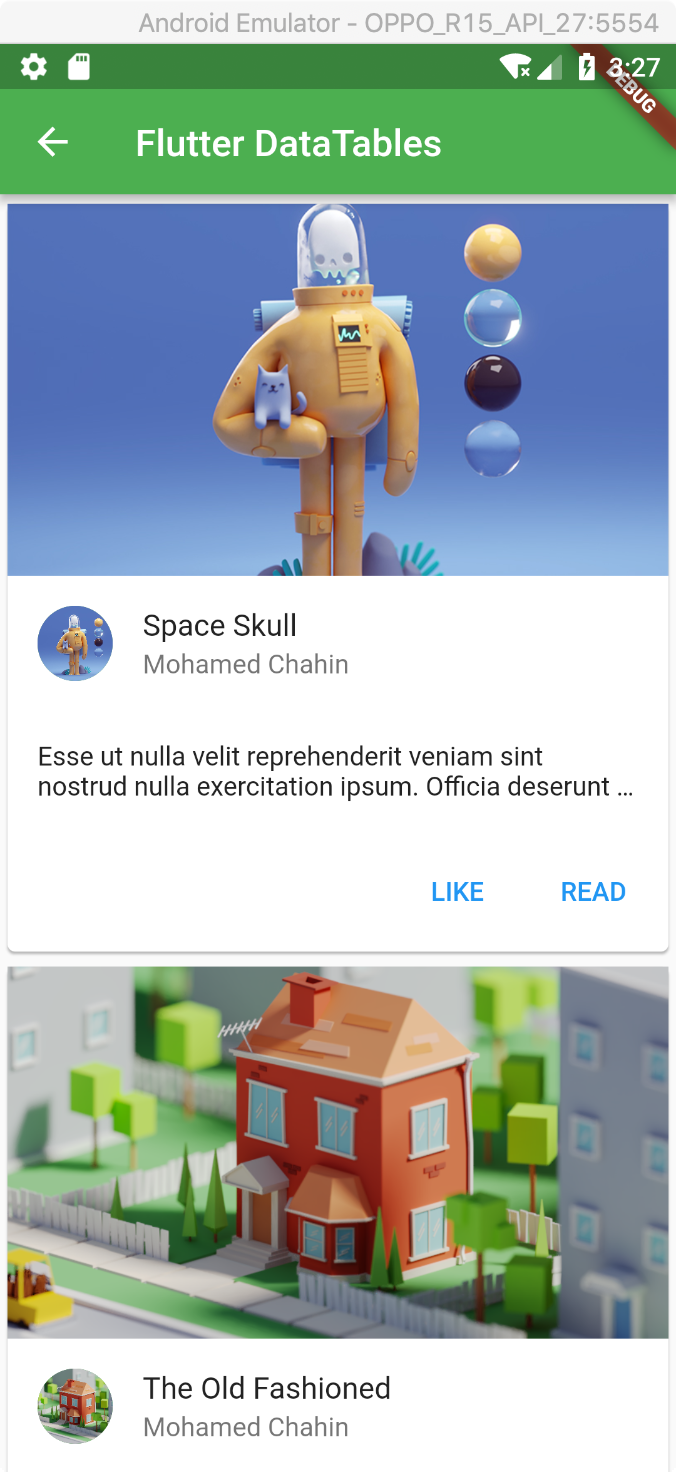 Android Emulator - OPPO_R15_API_27:5554
3:27
DEBUG
Flutter DataTables
Space Skull
Mohamed Chahin
Esse ut nulla velit reprehenderit veniam sint
nostrud nulla exercitation ipsum. Officia deserunt ...
LIKE
READ
The Old Fashioned
Mohamed Chahin